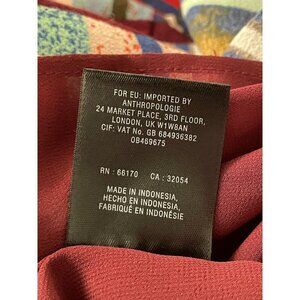 FOR EU: IMPORTED BY
ANTHROPOLOGIE
24 MARKET PLACE, 3RD FLOOR,
LONDON, UK W1W8AN
CIF: VAT No. GB 684936382
OB469675
RN : 66170 CA : 32054
MADE IN INDONESIA,
HECHO EN INDONESIA,
FABRIQUÉ EN INDONÉSIE